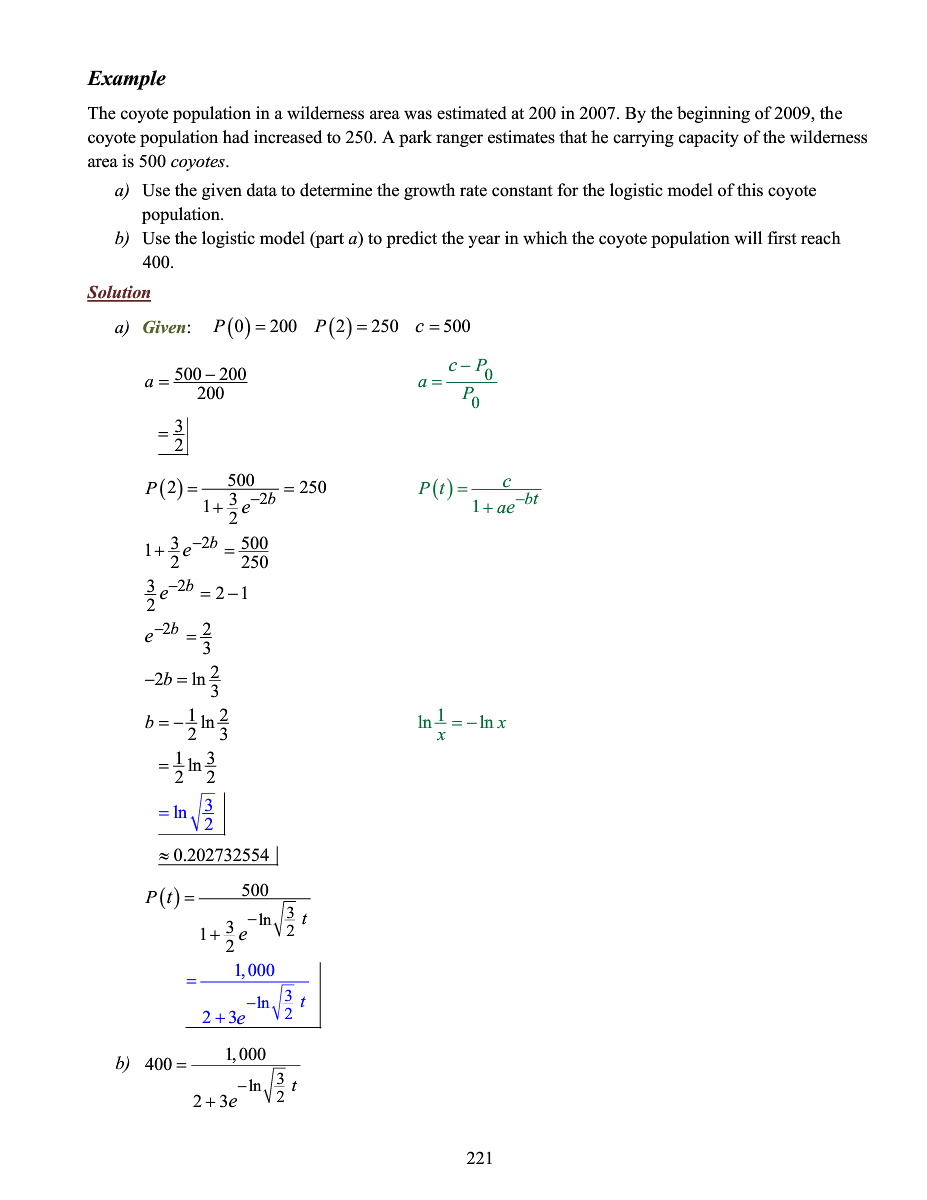 Example
The coyote population in a wilderness area was estimated at 200 in 2007. By the beginning of 2009, the
coyote population had increased to 250. A park ranger estimates that he carrying capacity of the wilderness
area is 500 coyotes.
a) Use the given data to determine the growth rate constant for the logistic model of this coyote
population.
b) Use the logistic model (part a) to predict the year in which the coyote population will first reach
400.
Solution
a) Given: P(0) = 200 P(2) = 250 c = 500
a = \frac{500 - 200}{200} a = \frac{c - P_0}{P_0}
= \frac{3}{2}
P(2) = \frac{500}{1 + \frac{3}{2} e^{-2b}} = 250 P(t) = \frac{c}{1 + ae^{-bt}}
1 + \frac{3}{2} e^{-2b} = \frac{500}{250}
\frac{3}{2} e^{-2b} = 2 - 1
e^{-2b} = \frac{2}{3}
-2b = \ln \frac{2}{3}
b = -\frac{1}{2} \ln \frac{2}{3} \ln \frac{1}{x} = -\ln x
= \frac{1}{2} \ln \frac{3}{2}
= \ln \sqrt{\frac{3}{2}}
≈ 0.202732554
P(t) = \frac{500}{1 + \frac{3}{2} e^{-\ln \sqrt{\frac{3}{2}} t}}
= \frac{1,000}{2 + 3e^{-\ln \sqrt{\frac{3}{2}} t}}
b) 400 = \frac{1,000}{2 + 3e^{-\ln \sqrt{\frac{3}{2}} t}}
221